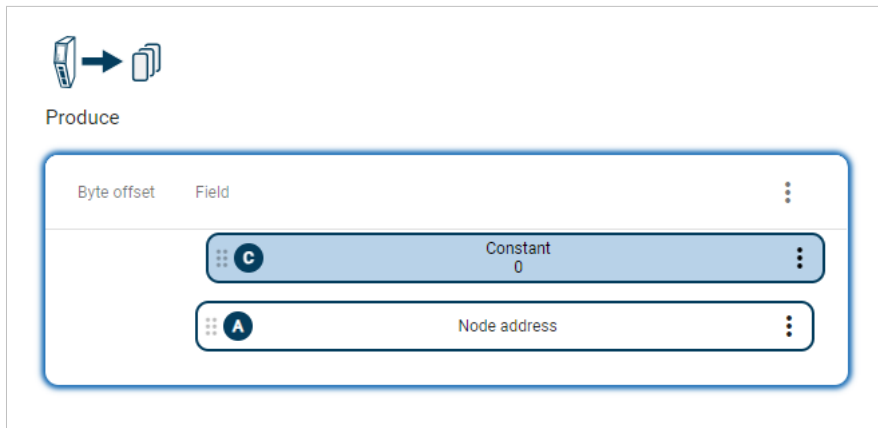 Produce
Byte offset Field
C Constant
0
A Node address